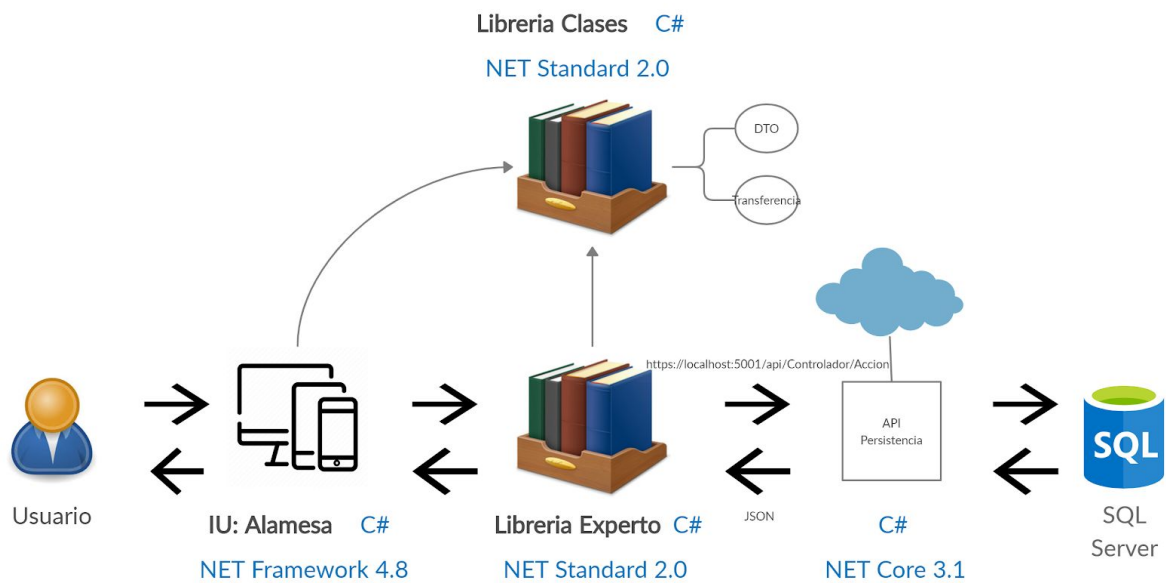 Libreria Clases C#
NET Standard 2.0
DTO
Transferencia
https://localhost:5001/api/Controlador/Accion
API
Persistencia
SQL
Usuario
IU: Alamesa C#
NET Framework 4.8
Libreria Experto C#
NET Standard 2.0
JSON
C#
NET Core 3.1
SQL
Server